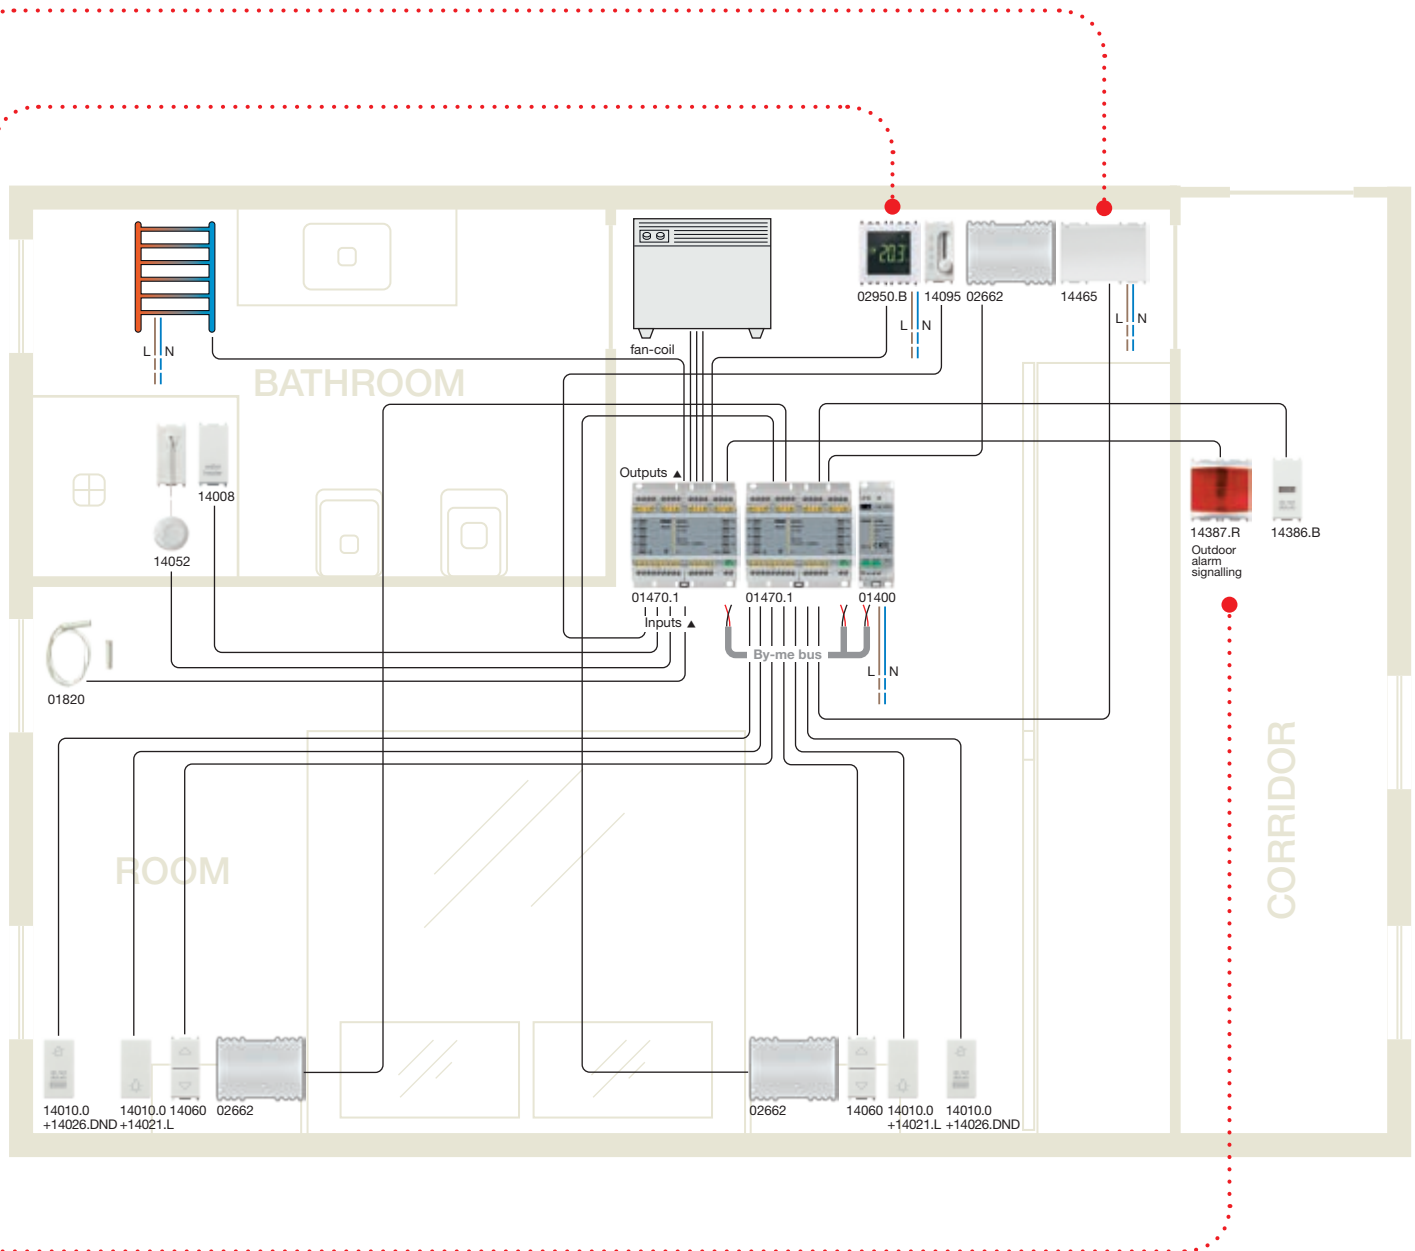 02950.B
14095
02662
14465
L
N
L
N
L
N
fan-coil
BATHROOM
Outputs ▲
14008
14052
14387.R
Outdoor
alarm
signalling
14386.B
01470.1
01470.1
01400
Inputs ▲
By-me bus
L
N
01820
CORRIDOR
ROOM
14010.0
+14026.DND
14010.0
+14021.L
14060
02662
02662
14060
14010.0
+14021.L
14010.0
+14026.DND